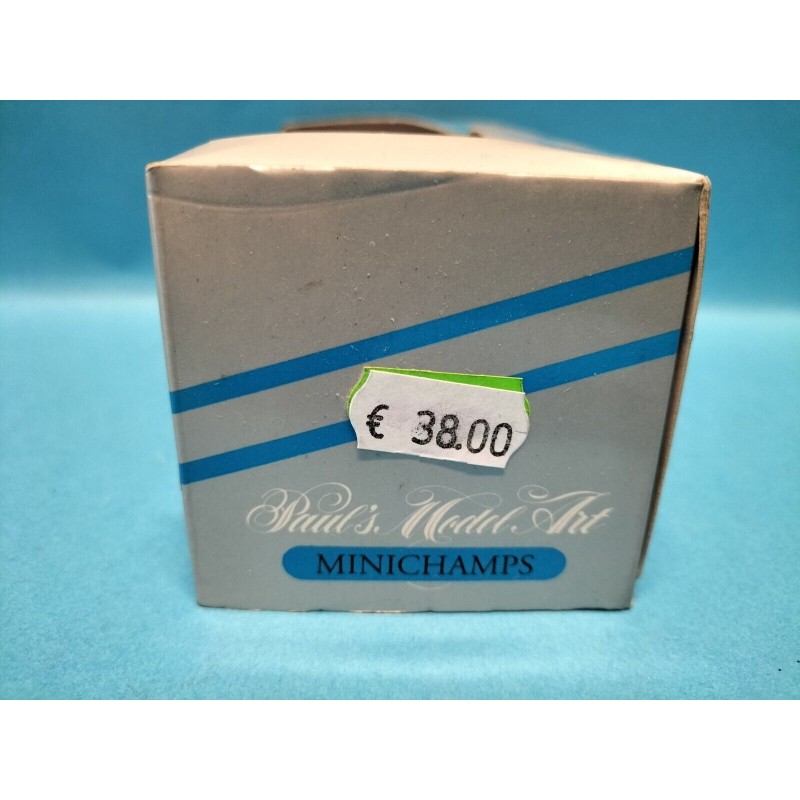 € 38.00
Paul's Model Art
MINICHAMPS